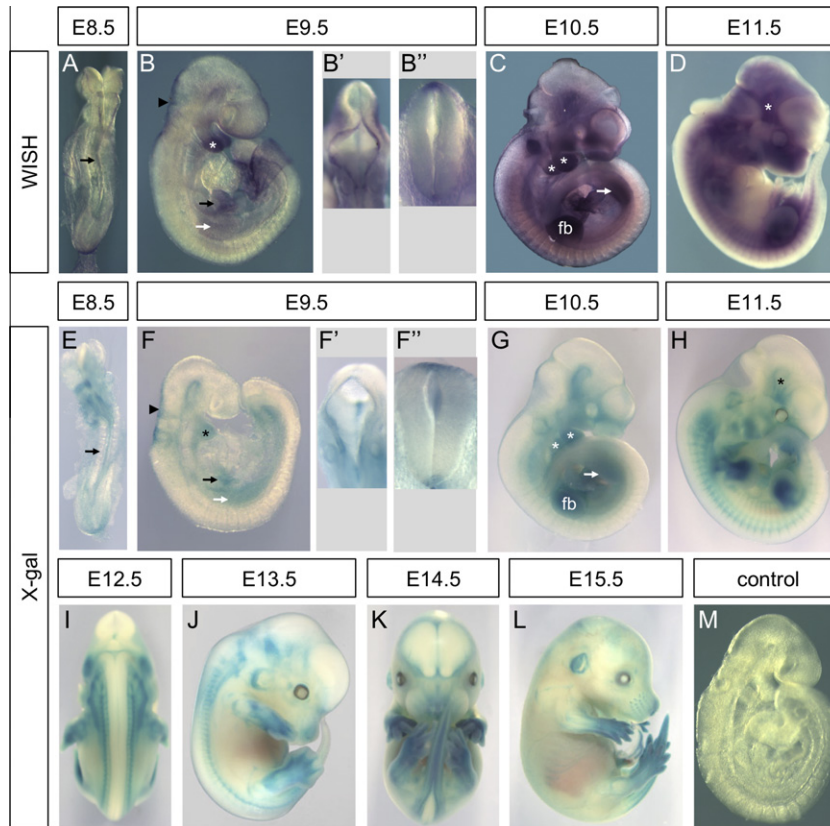 E8.5 E9.5 E10.5 E11.5
WISH
A B * B' B'' C * * fb D *
E8.5 E9.5 E10.5 E11.5
X-gal
E F * F' F'' G * * fb H *
E12.5 E13.5 E14.5 E15.5 control
I J K L M